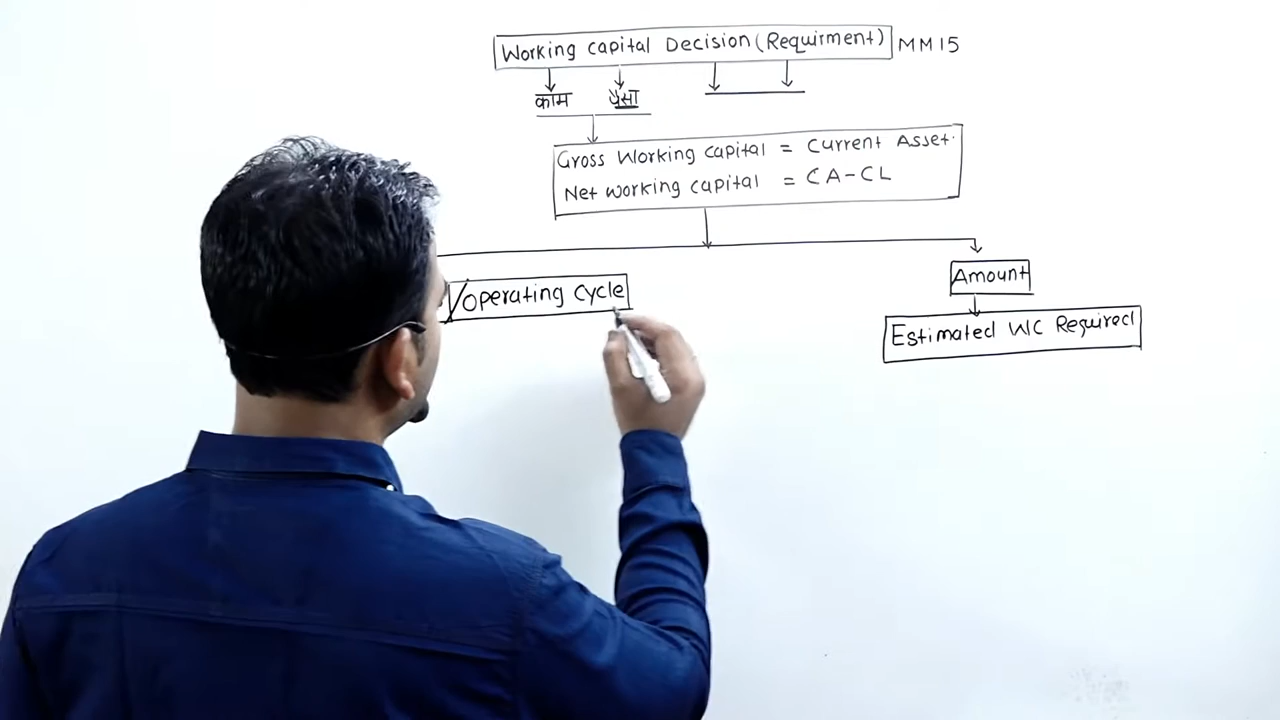 Working capital Decision (Requirment) MM15
काम पैसा
Gross Working capital = Current Asset.
Net working capital = CA-CL
Amount
/Operating cycle
Estimated WC Required